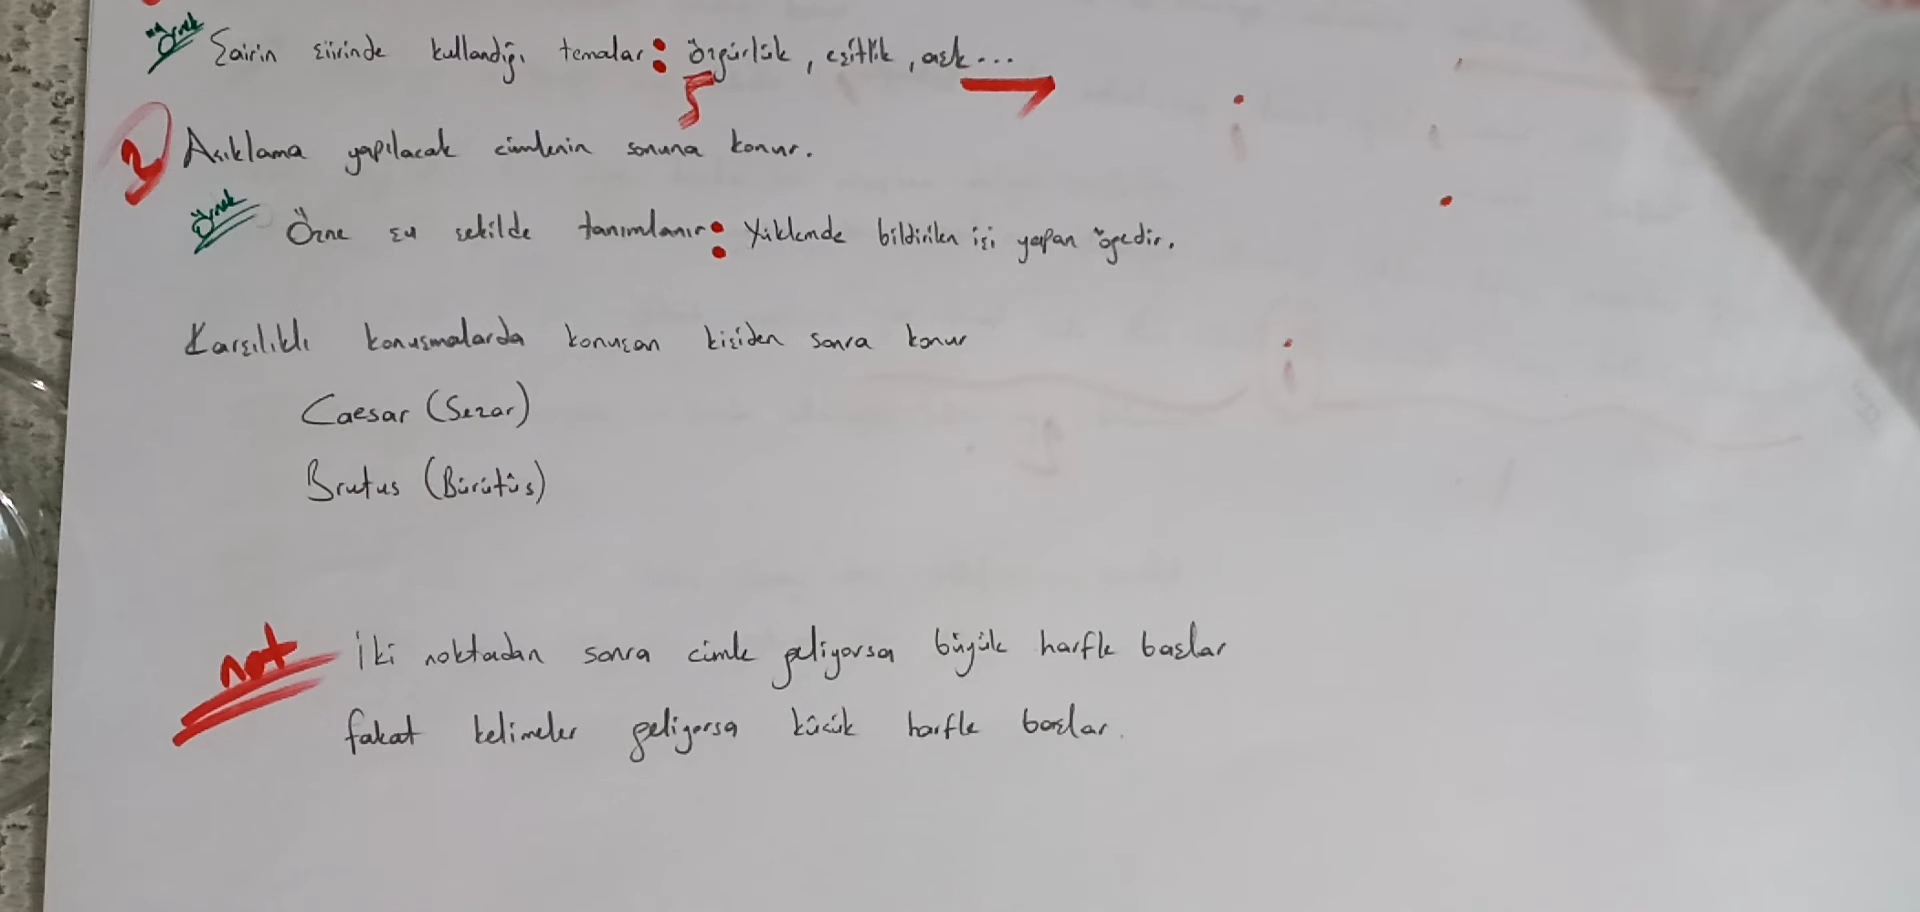 Örnek Şairin şiirinde kullandığı temalar: özgürlük, eşitlik, aşk...
2 Açıklama yapılacak cümlenin sonuna konur.
Örnek Özne şu şekilde tanımlanır: Yüklemde bildirilen işi yapan ögedir.
Karşılıklı konuşmalarda konuşan kişiden sonra konur
Caesar (Sezar)
Brutus (Bürütüs)
not İki noktadan sonra cümle geliyorsa büyük harfle başlar
fakat kelimeler geliyorsa küçük harfle başlar.